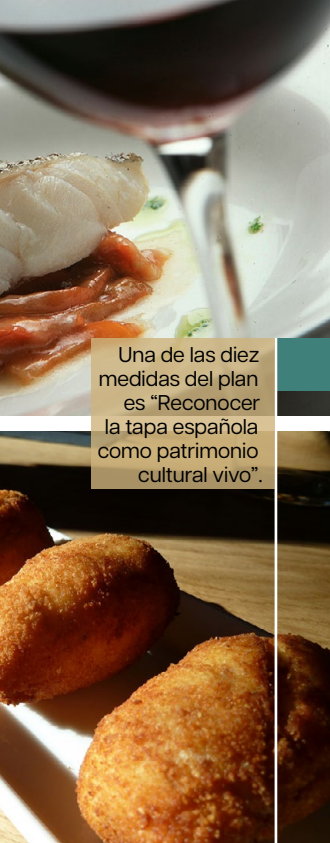 Una de las diez
medidas del plan
es “Reconocer
la tapa española
como patrimonio
cultural vivo”.